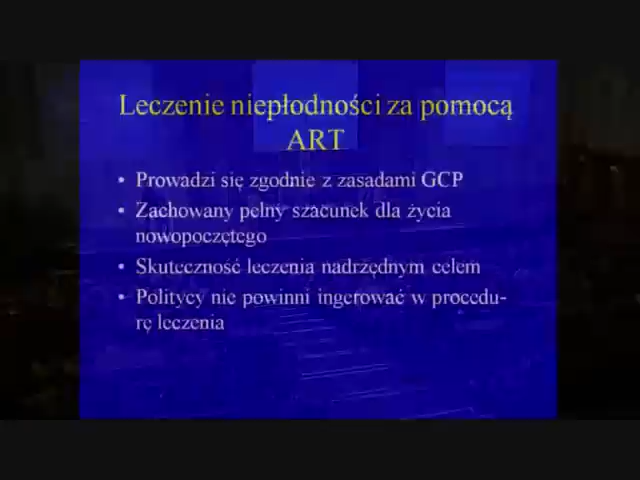 Leczenie niepłodności za pomocą
ART
• Prowadzi się zgodnie z zasadami GCP
• Zachowany pełny szacunek dla życia
nowopoczętego
• Skuteczność leczenia nadrzędnym celem
• Politycy nie powinni ingerować w procedu-
rę leczenia